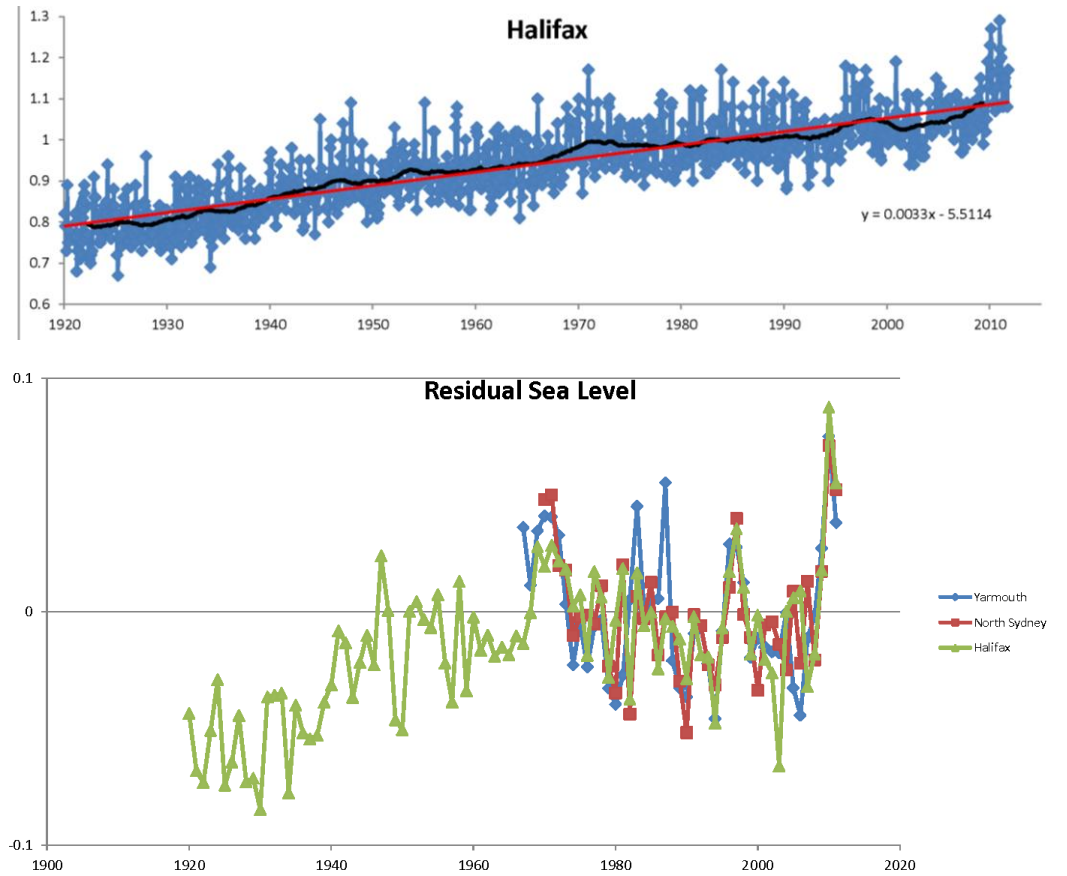 Halifax
1.3
1.2
1.1
1
0.9
0.8
0.7
0.6
y = 0.0033x - 5.5114
1920 1930 1940 1950 1960 1970 1980 1990 2000 2010
Residual Sea Level
0.1
0
-0.1
1900 1920 1940 1960 1980 2000 2020
Yarmouth
North Sydney
Halifax